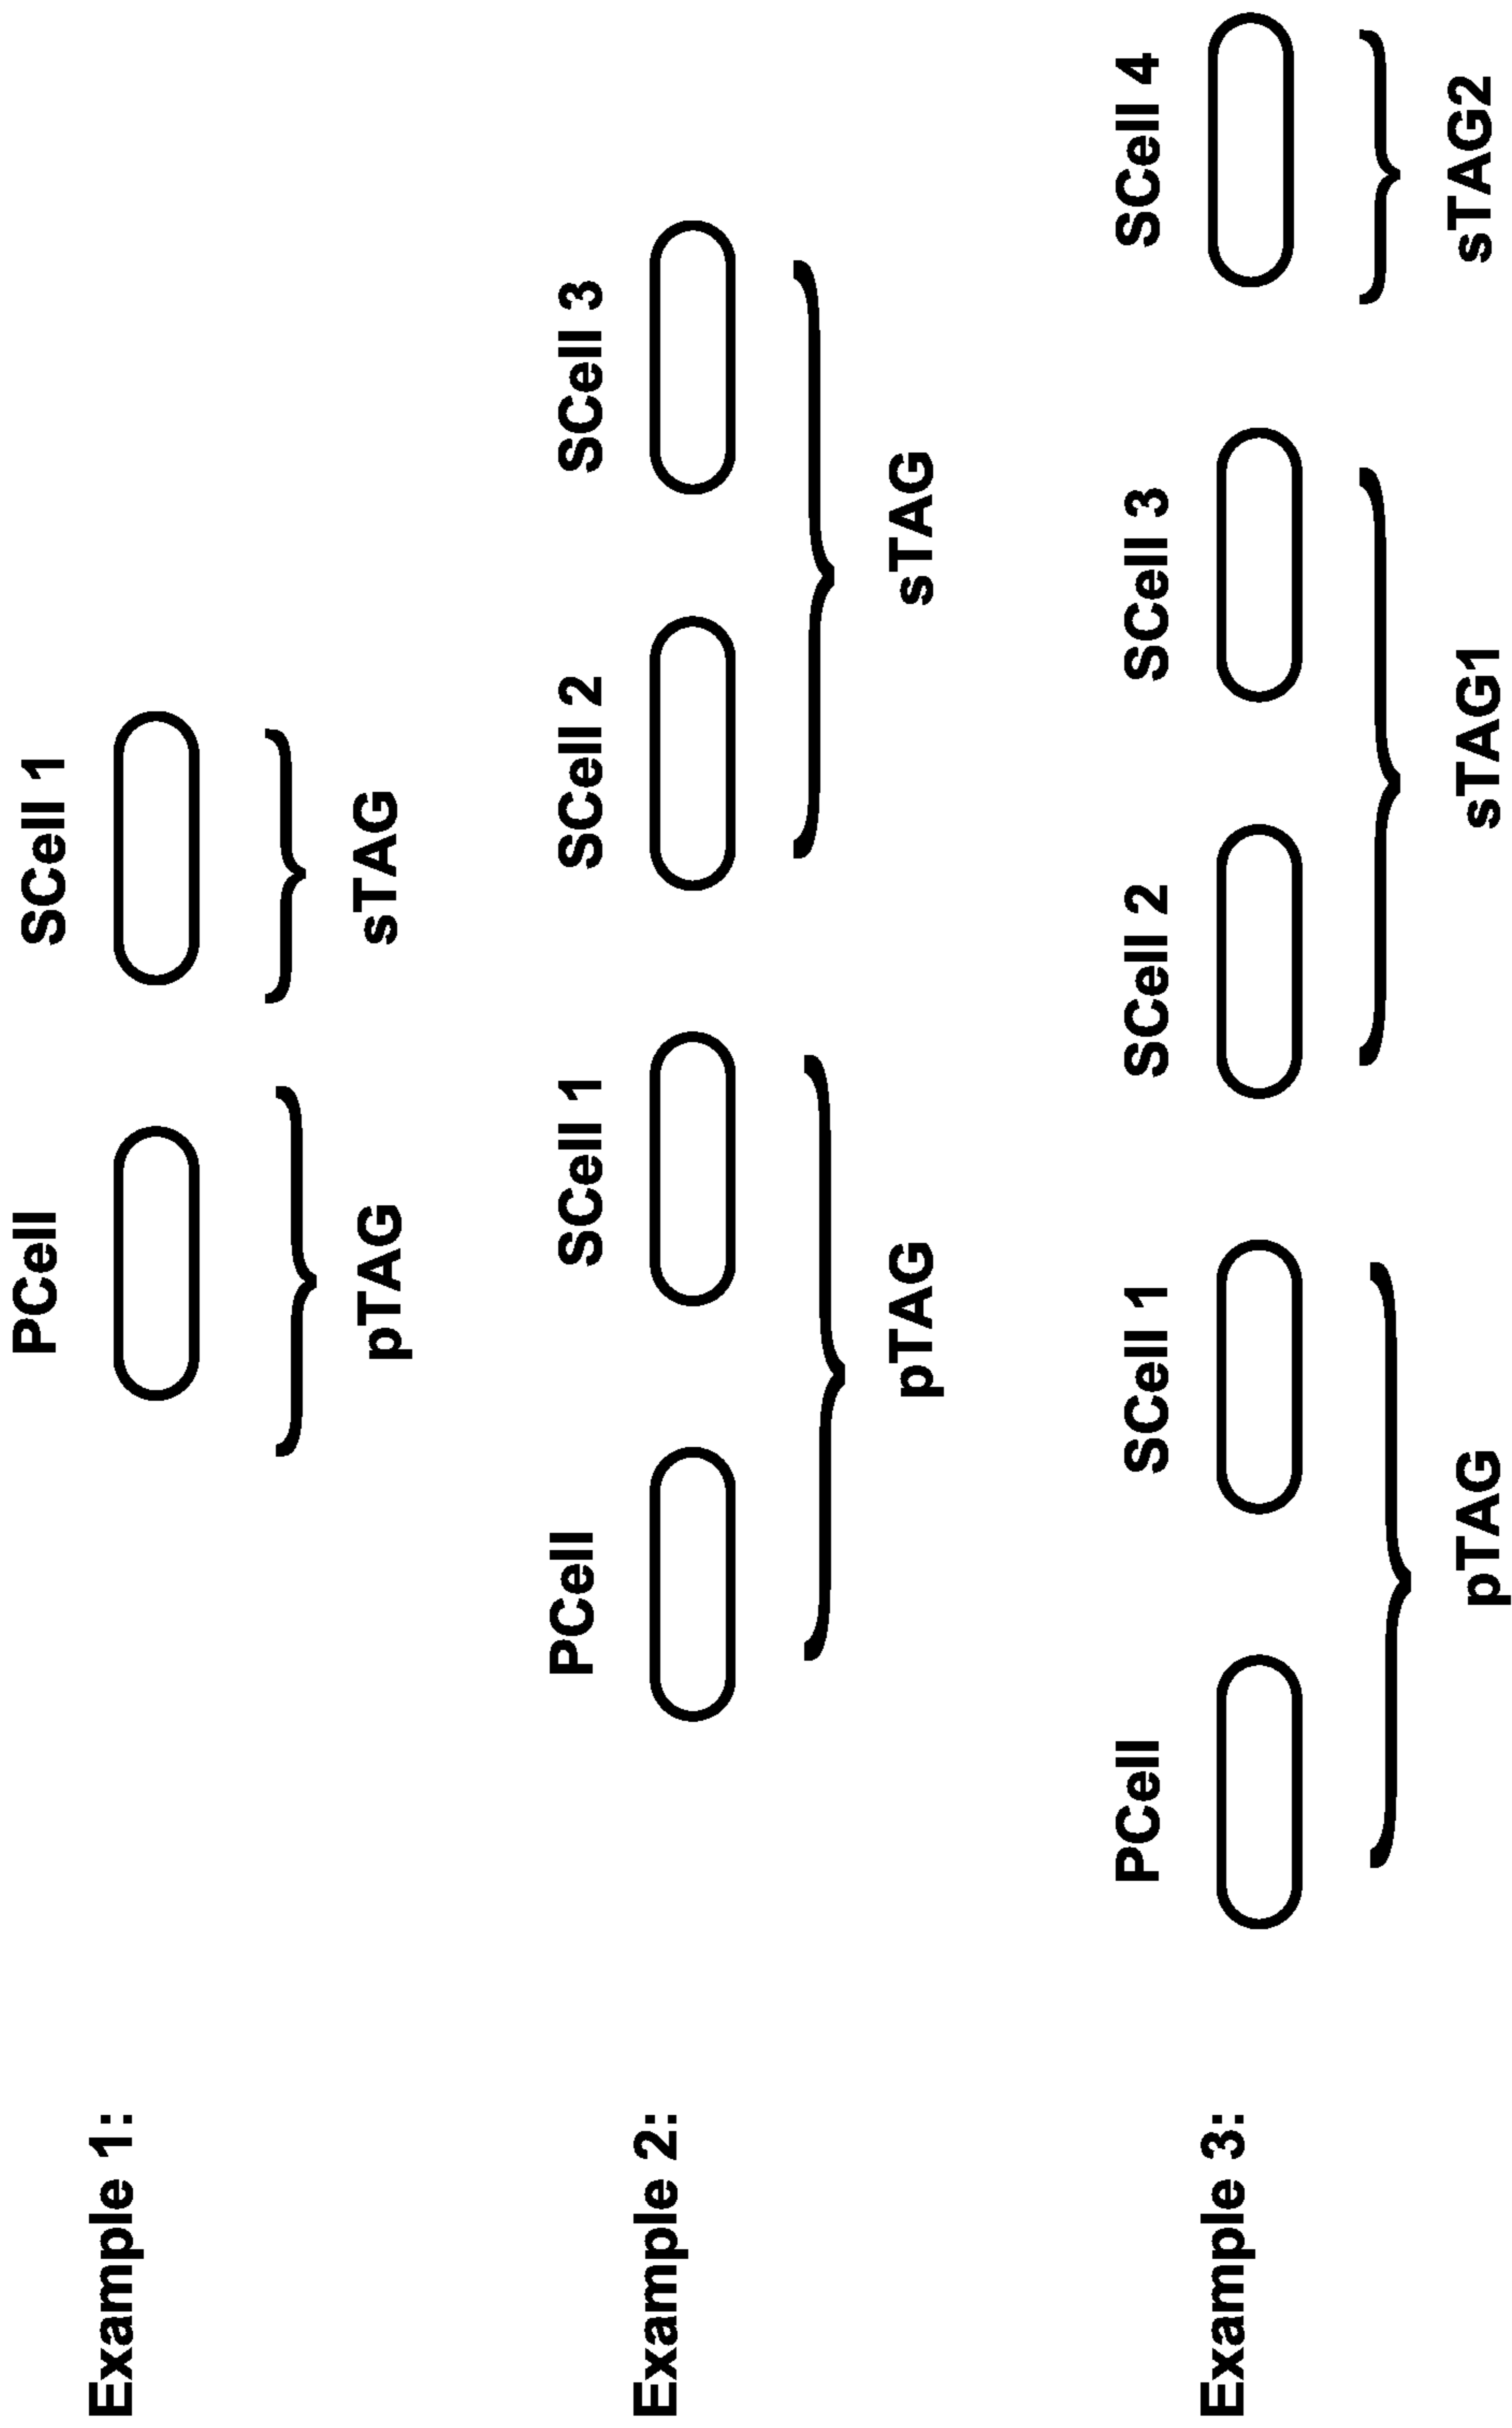 Example 1:
PCell
SCell 1
pTAG
sTAG
Example 2:
PCell
SCell 1
SCell 2
SCell 3
pTAG
sTAG
Example 3:
PCell
SCell 1
SCell 2
SCell 3
SCell 4
pTAG
sTAG1
sTAG2